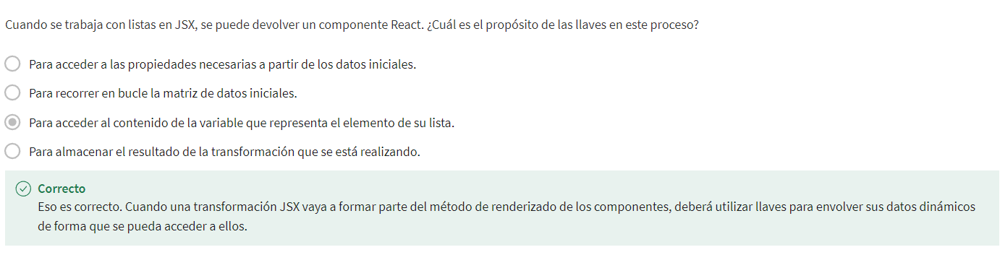 Cuando se trabaja con listas en JSX, se puede devolver un componente React. ¿Cuál es el propósito de las llaves en este proceso?
Para acceder a las propiedades necesarias a partir de los datos iniciales.
Para recorrer en bucle la matriz de datos iniciales.
Para acceder al contenido de la variable que representa el elemento de su lista.
Para almacenar el resultado de la transformación que se está realizando.
Correcto
Eso es correcto. Cuando una transformación JSX vaya a formar parte del método de renderizado de los componentes, deberá utilizar llaves para envolver sus datos dinámicos
de forma que se pueda acceder a ellos.